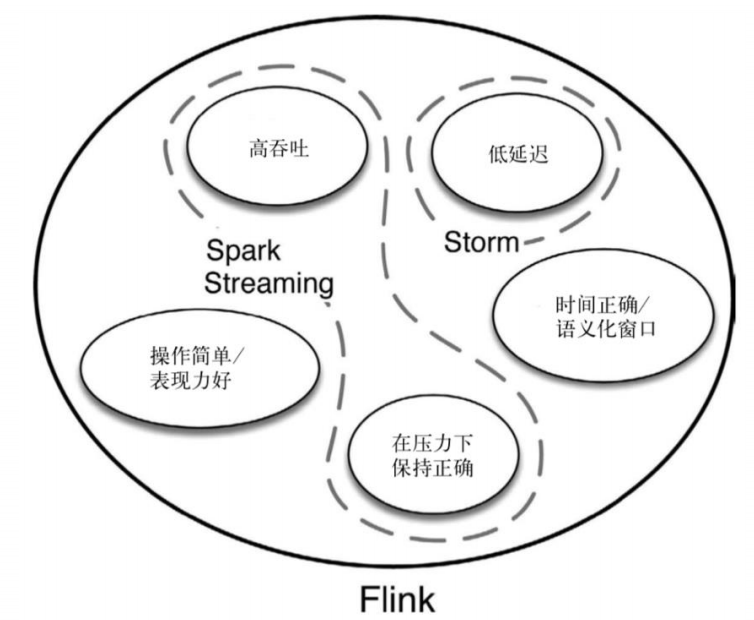 高吞吐
低延迟
Spark
Streaming
Storm
时间正确/
语义化窗口
操作简单/
表现力好
在压力下
保持正确
Flink